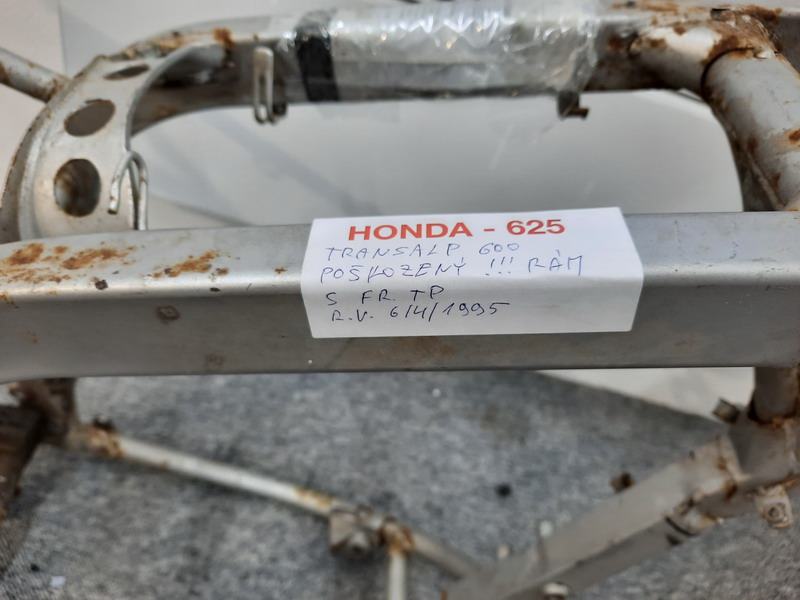 HONDA - 625
TRANSALP 600
POŠKOZENÝ !!! RÁM
S FR. TP
R.V. 6/4/1995